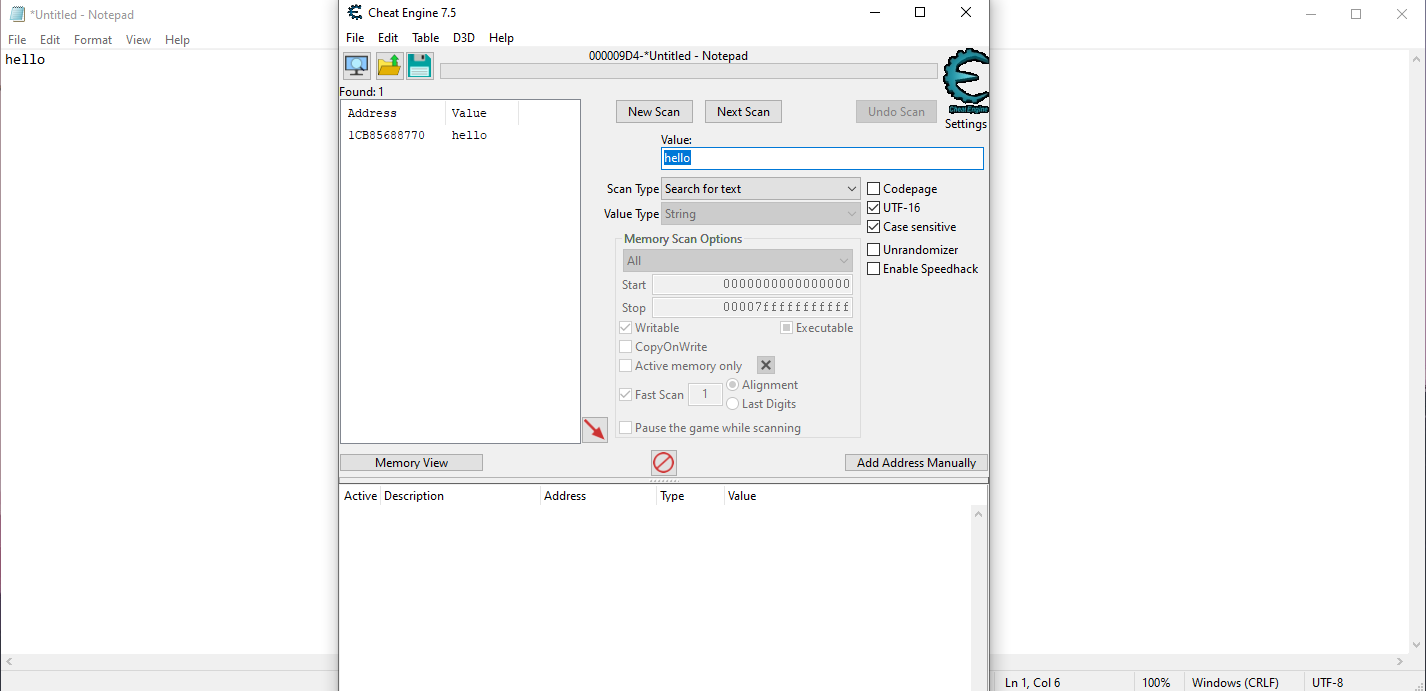 *Untitled - Notepad
File Edit Format View Help
hello
Cheat Engine 7.5
File Edit Table D3D Help
000009D4-*Untitled - Notepad
Found: 1
Address Value
1CB85688770 hello
New Scan Next Scan Undo Scan
Cheat Engine
Settings
Value:
hello
Scan Type Search for text
Codepage
Value Type String
UTF-16
Case sensitive
Memory Scan Options
Unrandomizer
All
Enable Speedhack
Start 0000000000000000
Stop 00007fffffffffff
Writable Executable
CopyOnWrite
Active memory only
Fast Scan 1 Alignment
Last Digits
Pause the game while scanning
Memory View Add Address Manually
Active Description Address Type Value
Ln 1, Col 6 100% Windows (CRLF) UTF-8